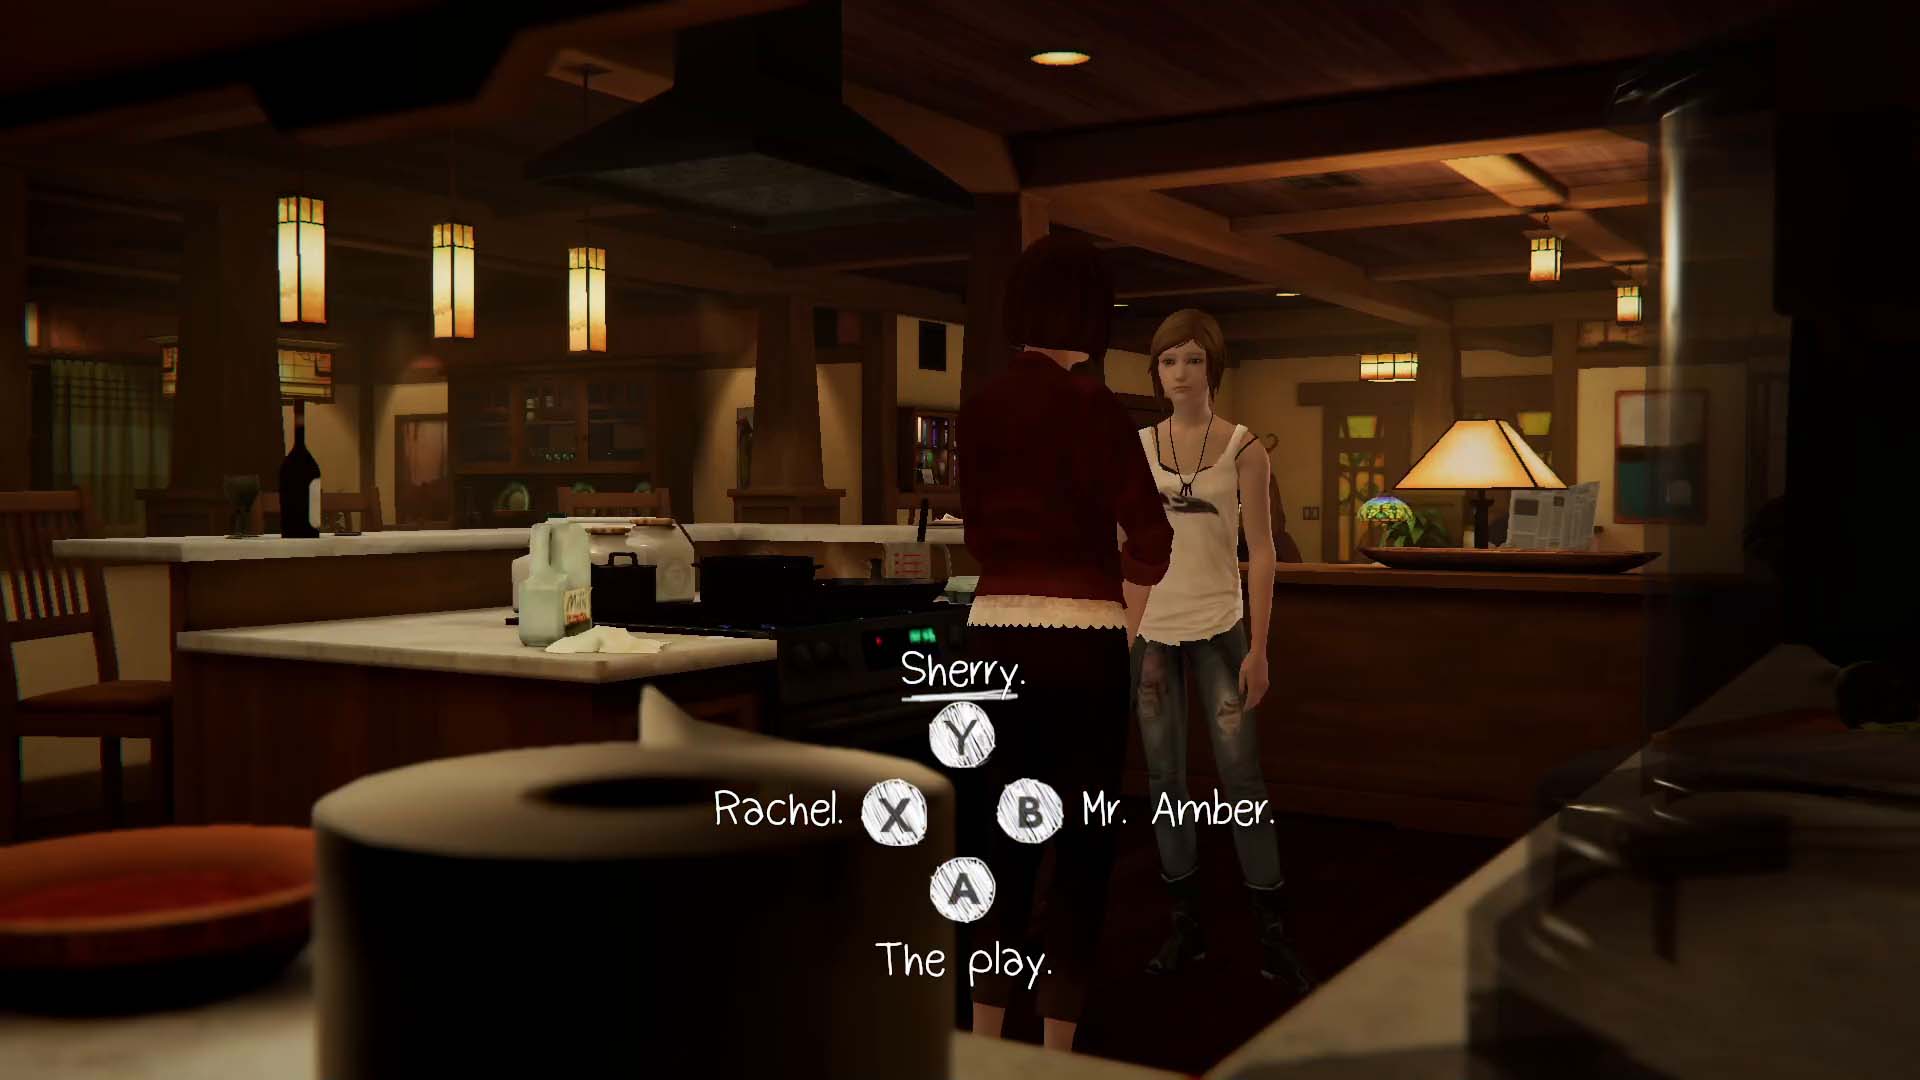 Sherry.
Y
Rachel. X B Mr. Amber.
A
The play.